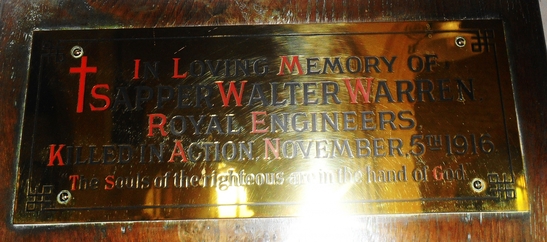 In Loving Memory of
Sapper Walter Warren
Royal Engineers.
Killed in Action, November, 5TH 1916.
The Souls of the righteous are in the hand of God.